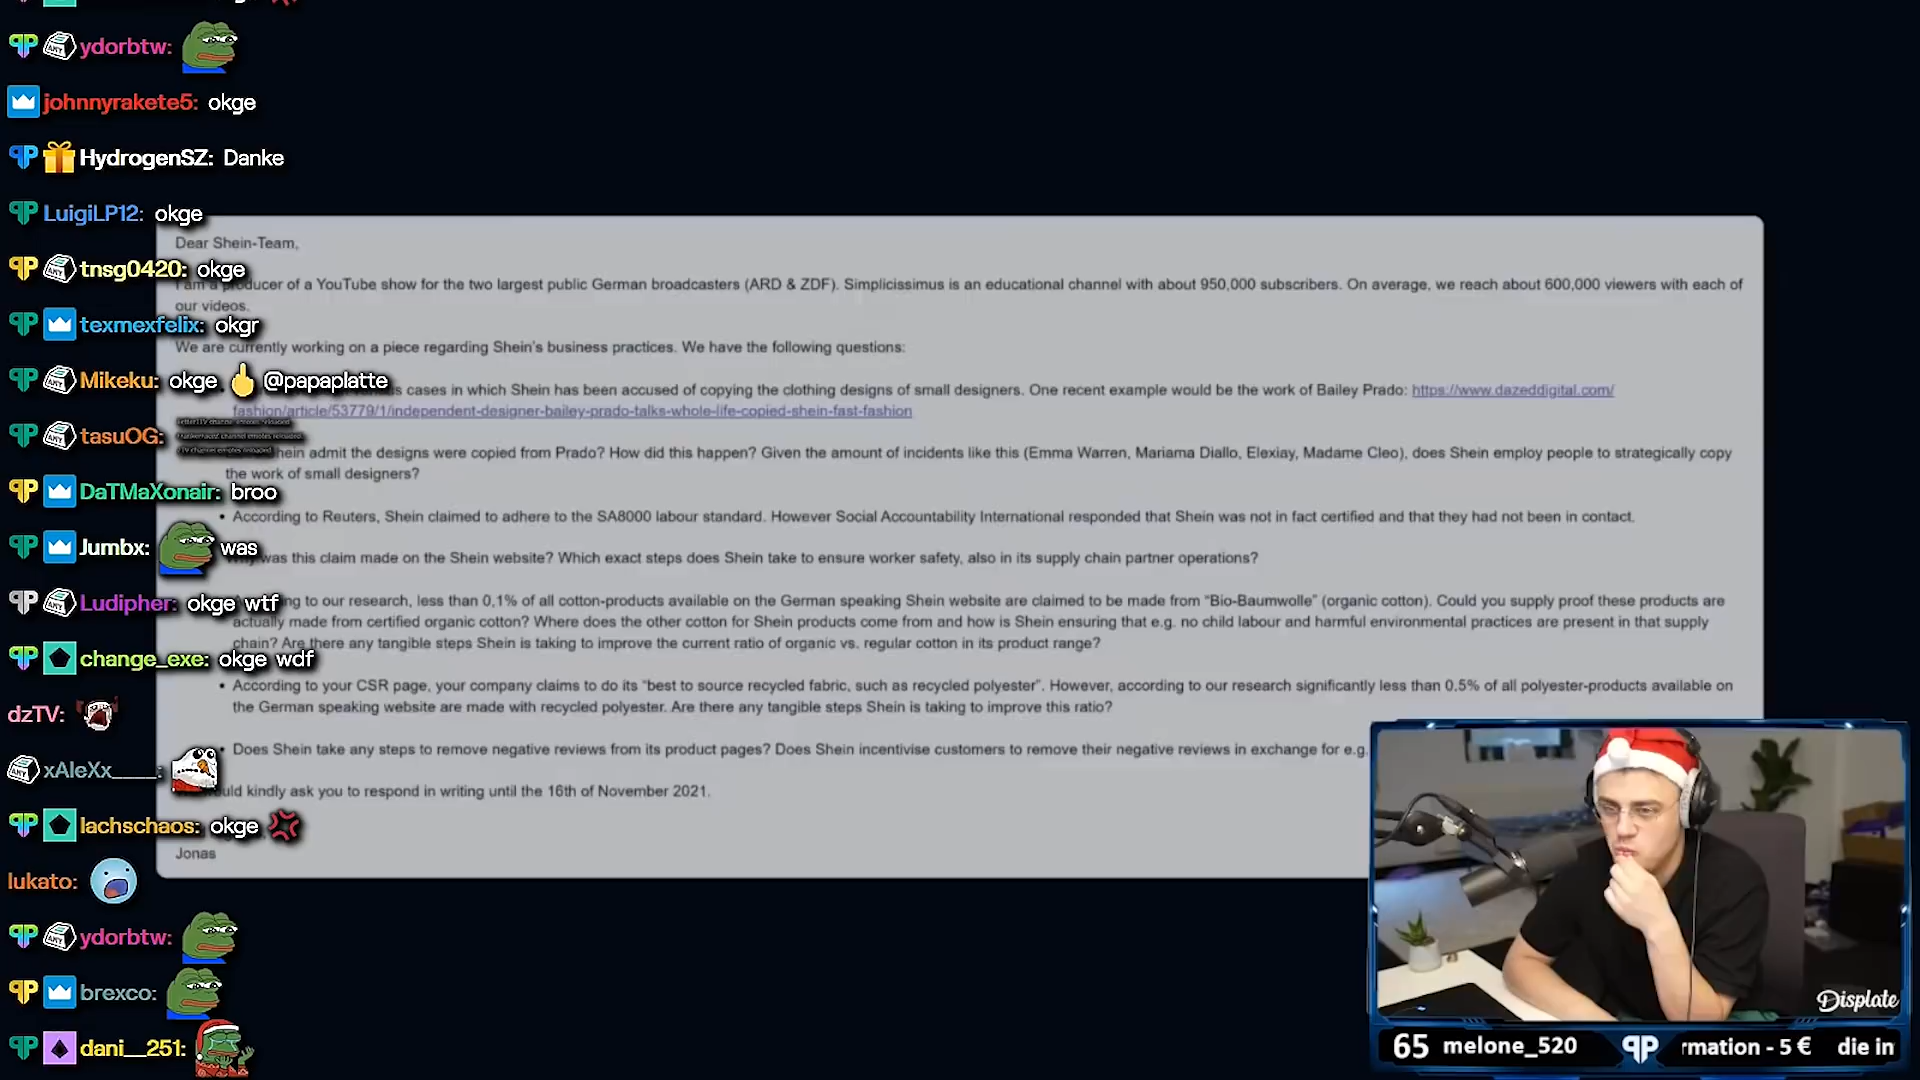 okge
ydorbtw:
johnnyrakete5: okge
HydrogenSZ: Danke
LuigiLP12: okge
tnsg0420: okge
texmexfelix: okgr
Mikeku: okge @papaplatte
tasuOG:
DaTMaXonair: broo
Jumbx: was
Ludipher: okge wtf
change_exe: okge wdf
dzTV:
xAleXx____:
lachschaos: okge
lukato:
ydorbtw:
brexco:
dani__251:
Dear Shein-Team,
I am a producer of a YouTube show for the two largest public German broadcasters (ARD & ZDF). Simplicissimus is an educational channel with about 950,000 subscribers. On average, we reach about 600,000 viewers with each of
our videos.
We are currently working on a piece regarding Shein's business practices. We have the following questions:
cases in which Shein has been accused of copying the clothing designs of small designers. One recent example would be the work of Bailey Prado: https://www.dazeddigital.com/
fashion/article/53779/1/independent-designer-bailey-prado-talks-whole-life-copied-shein-fast-fashion
admit the designs were copied from Prado? How did this happen? Given the amount of incidents like this (Emma Warren, Mariama Diallo, Elexiay, Madame Cleo), does Shein employ people to strategically copy
the work of small designers?
• According to Reuters, Shein claimed to adhere to the SA8000 labour standard. However Social Accountability International responded that Shein was not in fact certified and that they had not been in contact.
was this claim made on the Shein website? Which exact steps does Shein take to ensure worker safety, also in its supply chain partner operations?
to our research, less than 0,1% of all cotton-products available on the German speaking Shein website are claimed to be made from "Bio-Baumwolle" (organic cotton). Could you supply proof these products are
actually made from certified organic cotton? Where does the other cotton for Shein products come from and how is Shein ensuring that e.g. no child labour and harmful environmental practices are present in that supply
chain? Are there any tangible steps Shein is taking to improve the current ratio of organic vs. regular cotton in its product range?
• According to your CSR page, your company claims to do its "best to source recycled fabric, such as recycled polyester". However, according to our research significantly less than 0,5% of all polyester-products available on
the German speaking website are made with recycled polyester. Are there any tangible steps Shein is taking to improve this ratio?
• Does Shein take any steps to remove negative reviews from its product pages? Does Shein incentivise customers to remove their negative reviews in exchange for e.g.
kindly ask you to respond in writing until the 16th of November 2021.
Jonas
Displate
65 melone_520 rmation - 5 € die in